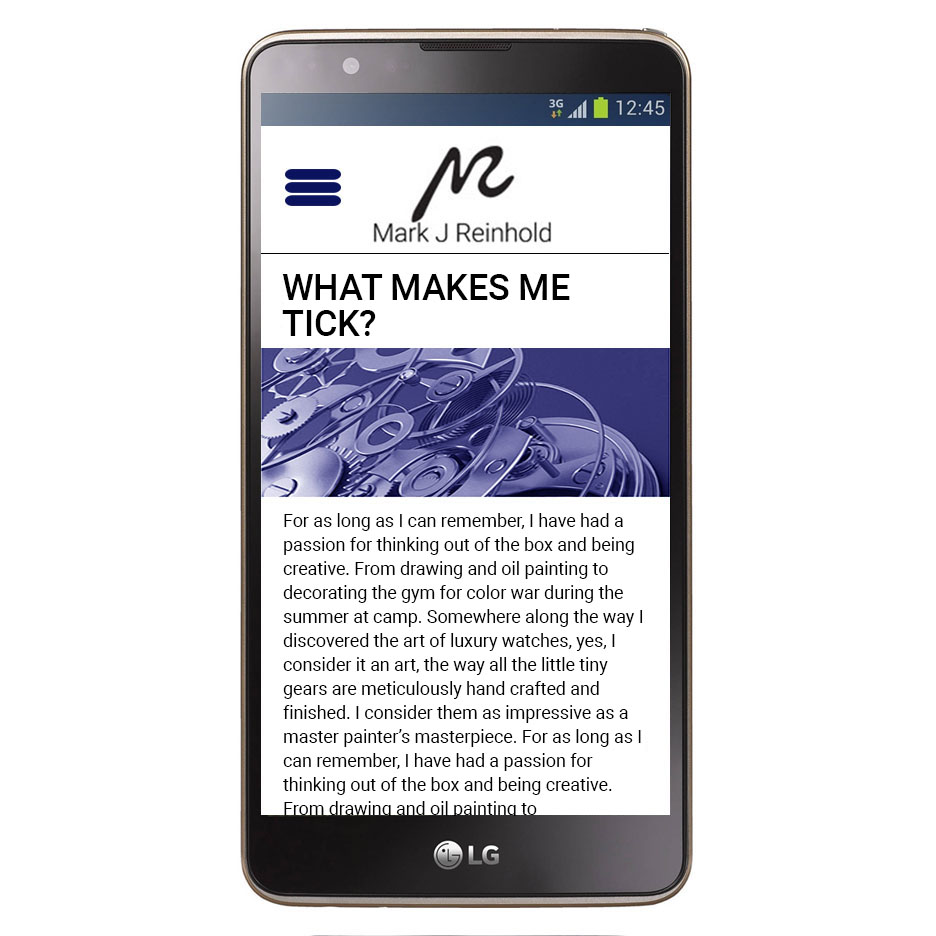 3G 12:45
Mark J Reinhold
WHAT MAKES ME
TICK?
For as long as I can remember, I have had a
passion for thinking out of the box and being
creative. From drawing and oil painting to
decorating the gym for color war during the
summer at camp. Somewhere along the way I
discovered the art of luxury watches, yes, I
consider it an art, the way all the little tiny
gears are meticulously hand crafted and
finished. I consider them as impressive as a
master painter’s masterpiece. For as long as I
can remember, I have had a passion for
thinking out of the box and being creative.
From drawing and oil painting to
LG